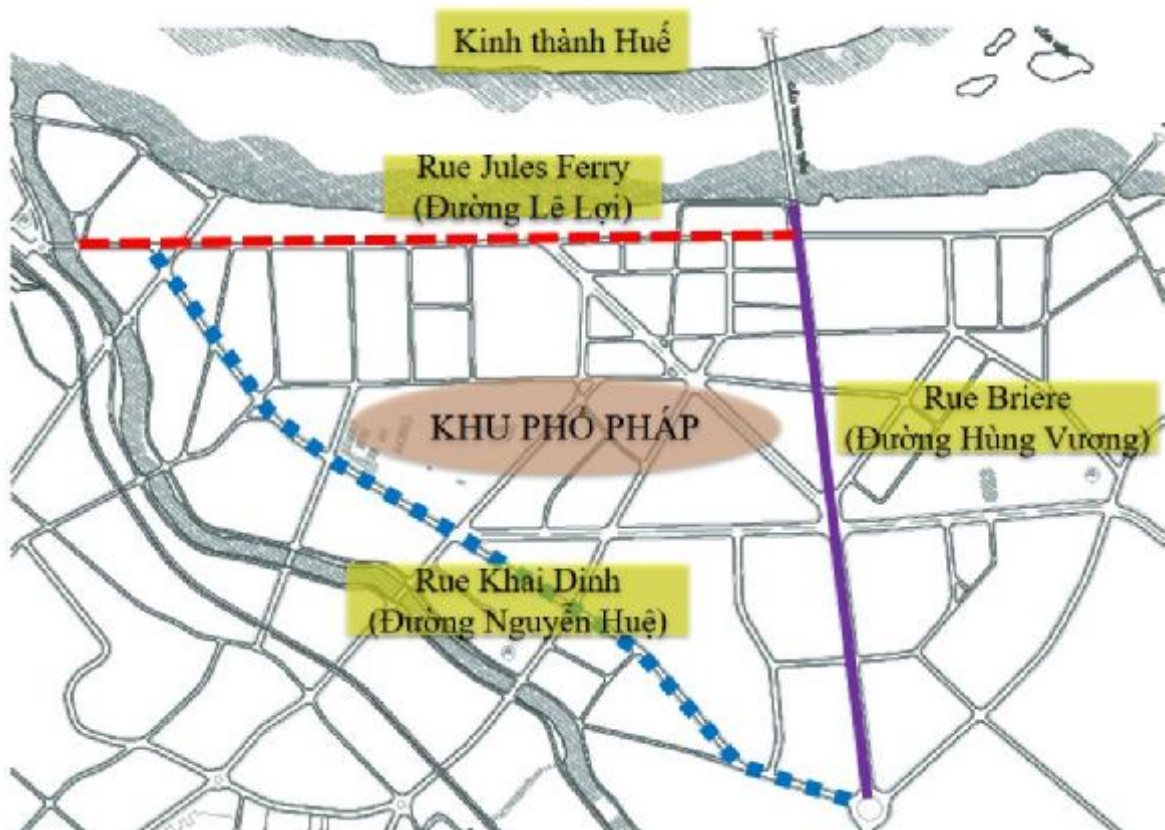 Kinh thành Huế
Rue Jules Ferry
(Đường Lê Lợi)
KHU PHỐ PHÁP
Rue Brière
(Đường Hùng Vương)
Rue Khai Dinh
(Đường Nguyễn Huệ)